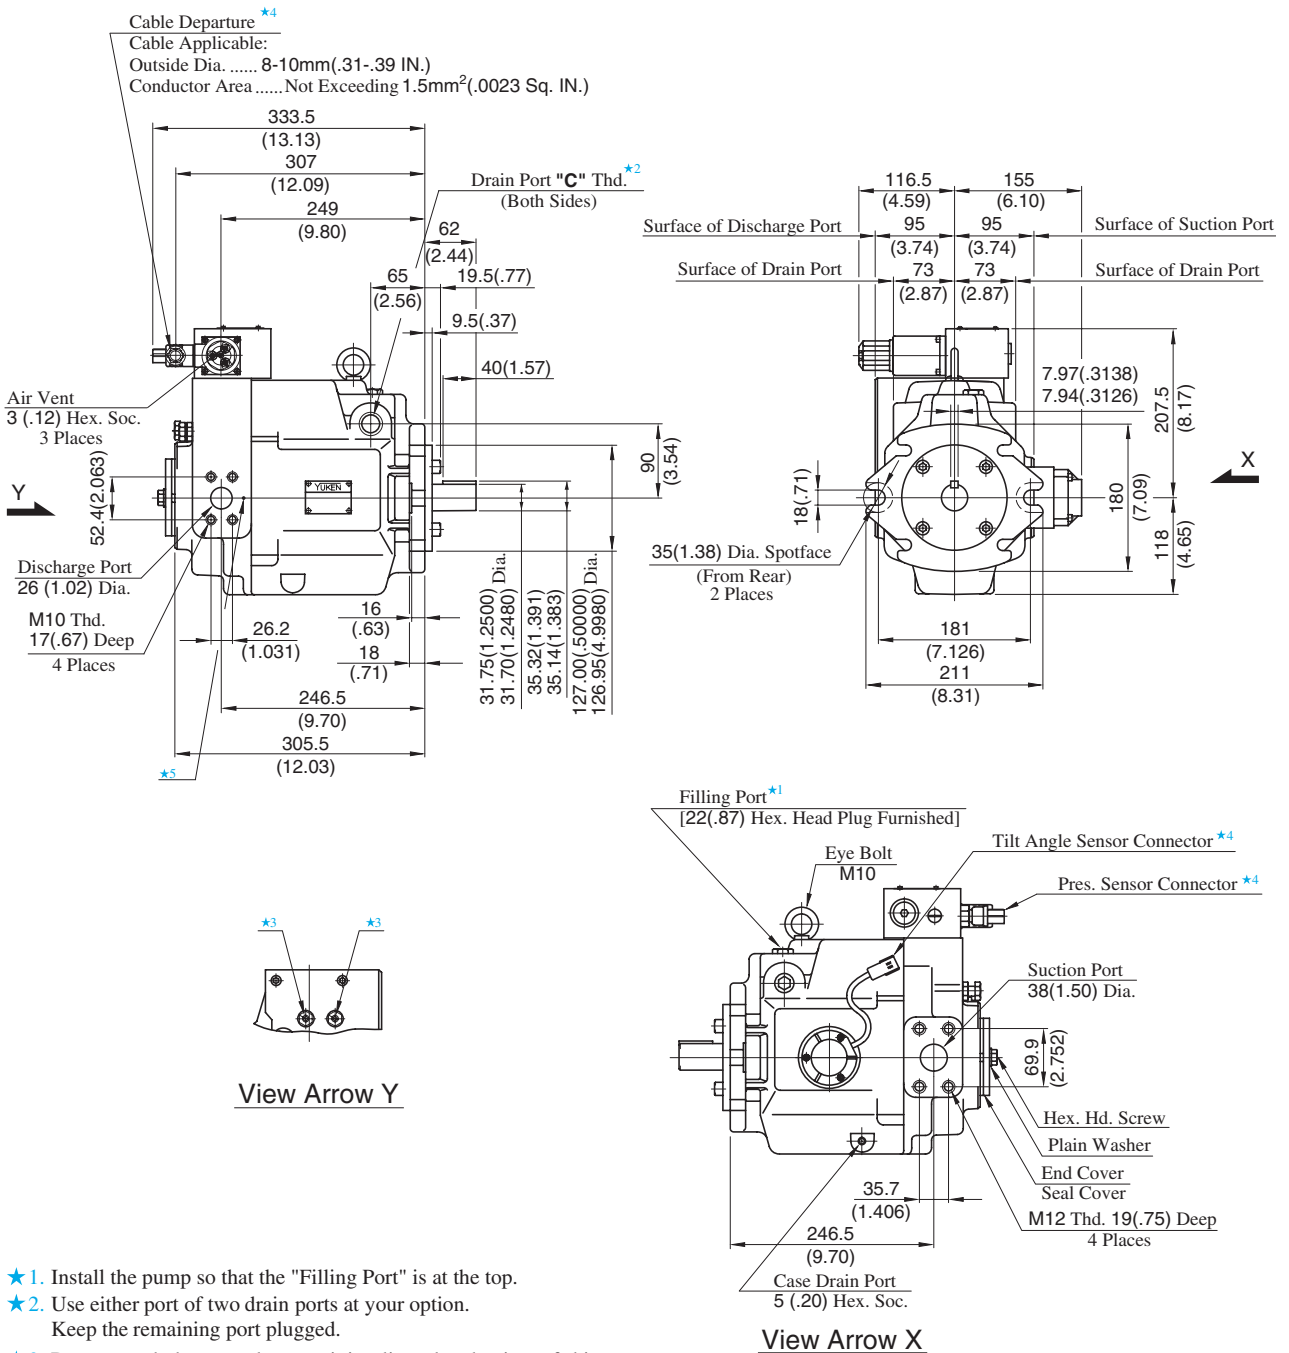 Cable Departure ★4
Cable Applicable:
Outside Dia. ...... 8-10mm(.31-.39 IN.)
Conductor Area ...... Not Exceeding 1.5mm²(.0023 Sq. IN.)
333.5
(13.13)
307
(12.09)
249
(9.80)
Drain Port "C" Thd. ★2
(Both Sides)
62
(2.44)
65
(2.56)
19.5(.77)
9.5(.37)
40(1.57)
Air Vent
3 (.12) Hex. Soc.
3 Places
52.4(2.063)
Y
YUKEN
90
(3.54)
Discharge Port
26 (1.02) Dia.
M10 Thd.
17(.67) Deep
4 Places
26.2
(1.031)
16
(.63)
18
(.71)
31.75(1.2500)
31.70(1.2480) Dia.
35.32(1.391)
35.14(1.383)
127.00(.50000)
126.95(4.9980) Dia.
246.5
(9.70)
305.5
(12.03)
★5
116.5
(4.59)
155
(6.10)
Surface of Discharge Port
95
(3.74)
95
(3.74)
Surface of Suction Port
Surface of Drain Port
73
(2.87)
73
(2.87)
Surface of Drain Port
7.97(.3138)
7.94(.3126)
207.5
(8.17)
X
18(.71)
180
(7.09)
118
(4.65)
35(1.38) Dia. Spotface
(From Rear)
2 Places
181
(7.126)
211
(8.31)
★3
★3
View Arrow Y
Filling Port ★1
[22(.87) Hex. Head Plug Furnished]
Eye Bolt
M10
Tilt Angle Sensor Connector ★4
Pres. Sensor Connector ★4
Suction Port
38(1.50) Dia.
69.9
(2.752)
Hex. Hd. Screw
Plain Washer
End Cover
Seal Cover
M12 Thd. 19(.75) Deep
4 Places
35.7
(1.406)
246.5
(9.70)
Case Drain Port
5 (.20) Hex. Soc.
View Arrow X
★1. Install the pump so that the "Filling Port" is at the top.
★2. Use either port of two drain ports at your option.
Keep the remaining port plugged.